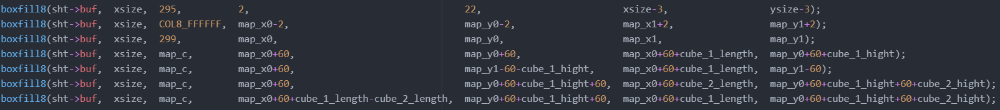 boxfill8(sht->buf,  xsize,  295,          2,                                    22,                        xsize-3,                 ysize-3);
boxfill8(sht->buf,  xsize,  COL8_FFFFFF,  map_x0-2,                             map_y0-2,                  map_x1+2,                map_y1+2);
boxfill8(sht->buf,  xsize,  299,          map_x0,                               map_y0,                    map_x1,                  map_y1);
boxfill8(sht->buf,  xsize,  map_c,        map_x0+60,                            map_y0+60,                 map_x0+60+cube_1_length, map_y0+60+cube_1_hight);
boxfill8(sht->buf,  xsize,  map_c,        map_x0+60,                            map_y1-60-cube_1_hight,    map_x0+60+cube_1_length, map_y1-60);
boxfill8(sht->buf,  xsize,  map_c,        map_x0+60,                            map_y0+60+cube_1_hight+60, map_x0+60+cube_2_length, map_y0+60+cube_1_hight+60+cube_2_hight);
boxfill8(sht->buf,  xsize,  map_c,        map_x0+60+cube_1_length-cube_2_length, map_y0+60+cube_1_hight+60, map_x0+60+cube_1_length, map_y0+60+cube_1_hight+60+cube_2_hight);